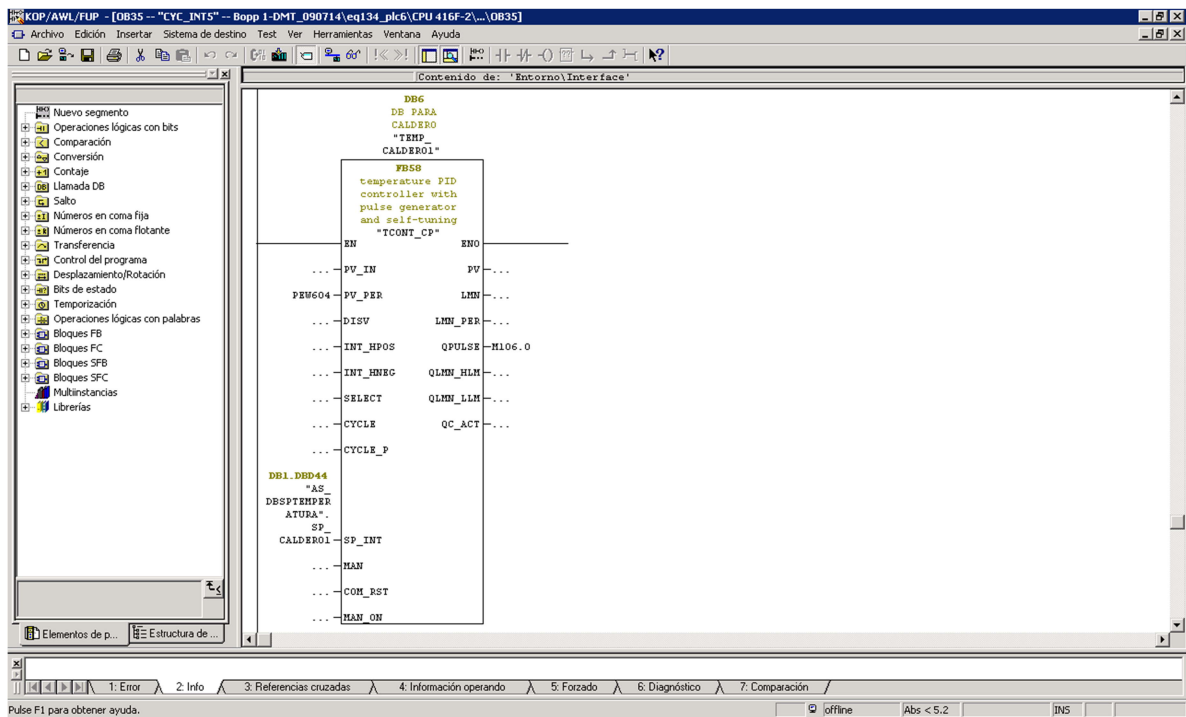 KOP/AWL/FUP - [OB35 -- "CYC_INT5" -- Bopp 1-DMT_090714\eq134_plc6\CPU 416F-2\...\OB35]
Archivo Edición Insertar Sistema de destino Test Ver Herramientas Ventana Ayuda
Contenido de: 'Entorno\Interface'
Nuevo segmento
Operaciones lógicas con bits
Comparación
Conversión
Contaje
Llamada DB
Salto
Números en coma fija
Números en coma flotante
Transferencia
Control del programa
Desplazamiento/Rotación
Bits de estado
Temporización
Operaciones lógicas con palabras
Bloques FB
Bloques FC
Bloques SFB
Bloques SFC
Multiinstancias
Librerías
Elementos de p...
Estructura de ...
DB6
DB PARA
CALDERO
"TEMP_
CALDERO1"
FB58
temperature PID
controller with
pulse generator
and self-tuning
"TCONT_CP"
EN ENO
... PV_IN PV ...
PEW604 PV_PER LMN ...
... DISV LMN_PER ...
... INT_HPOS QPULSE M106.0
... INT_HNEG QLMN_HLM ...
... SELECT QLMN_LLM ...
... CYCLE QC_ACT ...
... CYCLE_P
DB1.DBD44
"AS_
DBSPTEMPER
ATURA".
SP_
CALDERO1 SP_INT
... MAN
... COM_RST
... MAN_ON
1: Error 2: Info 3: Referencias cruzadas 4: Información operando 5: Forzado 6: Diagnóstico 7: Comparación
Pulse F1 para obtener ayuda. offline Abs < 5.2 INS